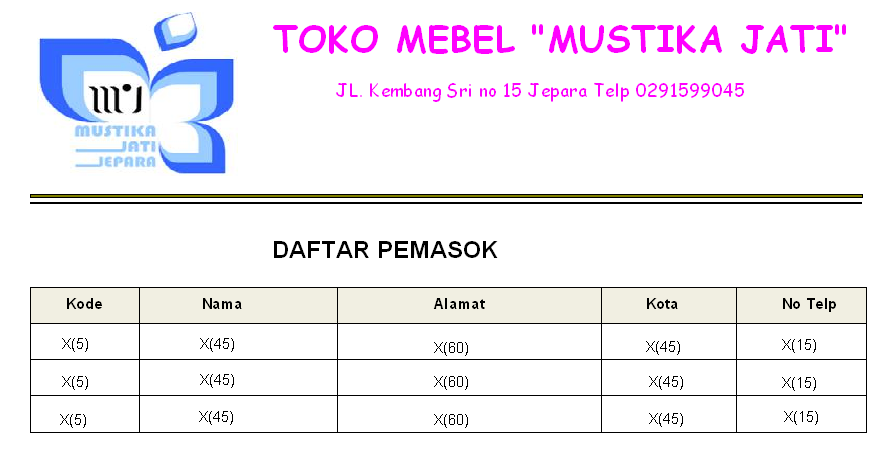 TOKO MEBEL "MUSTIKA JATI"
JL. Kembang Sri no 15 Jepara Telp 0291599045
MJ
MUSTIKA
JATI
JEPARA
DAFTAR PEMASOK
Kode Nama Alamat Kota No Telp
X(5) X(45) X(60) X(45) X(15)
X(5) X(45) X(60) X(45) X(15)
X(5) X(45) X(60) X(45) X(15)